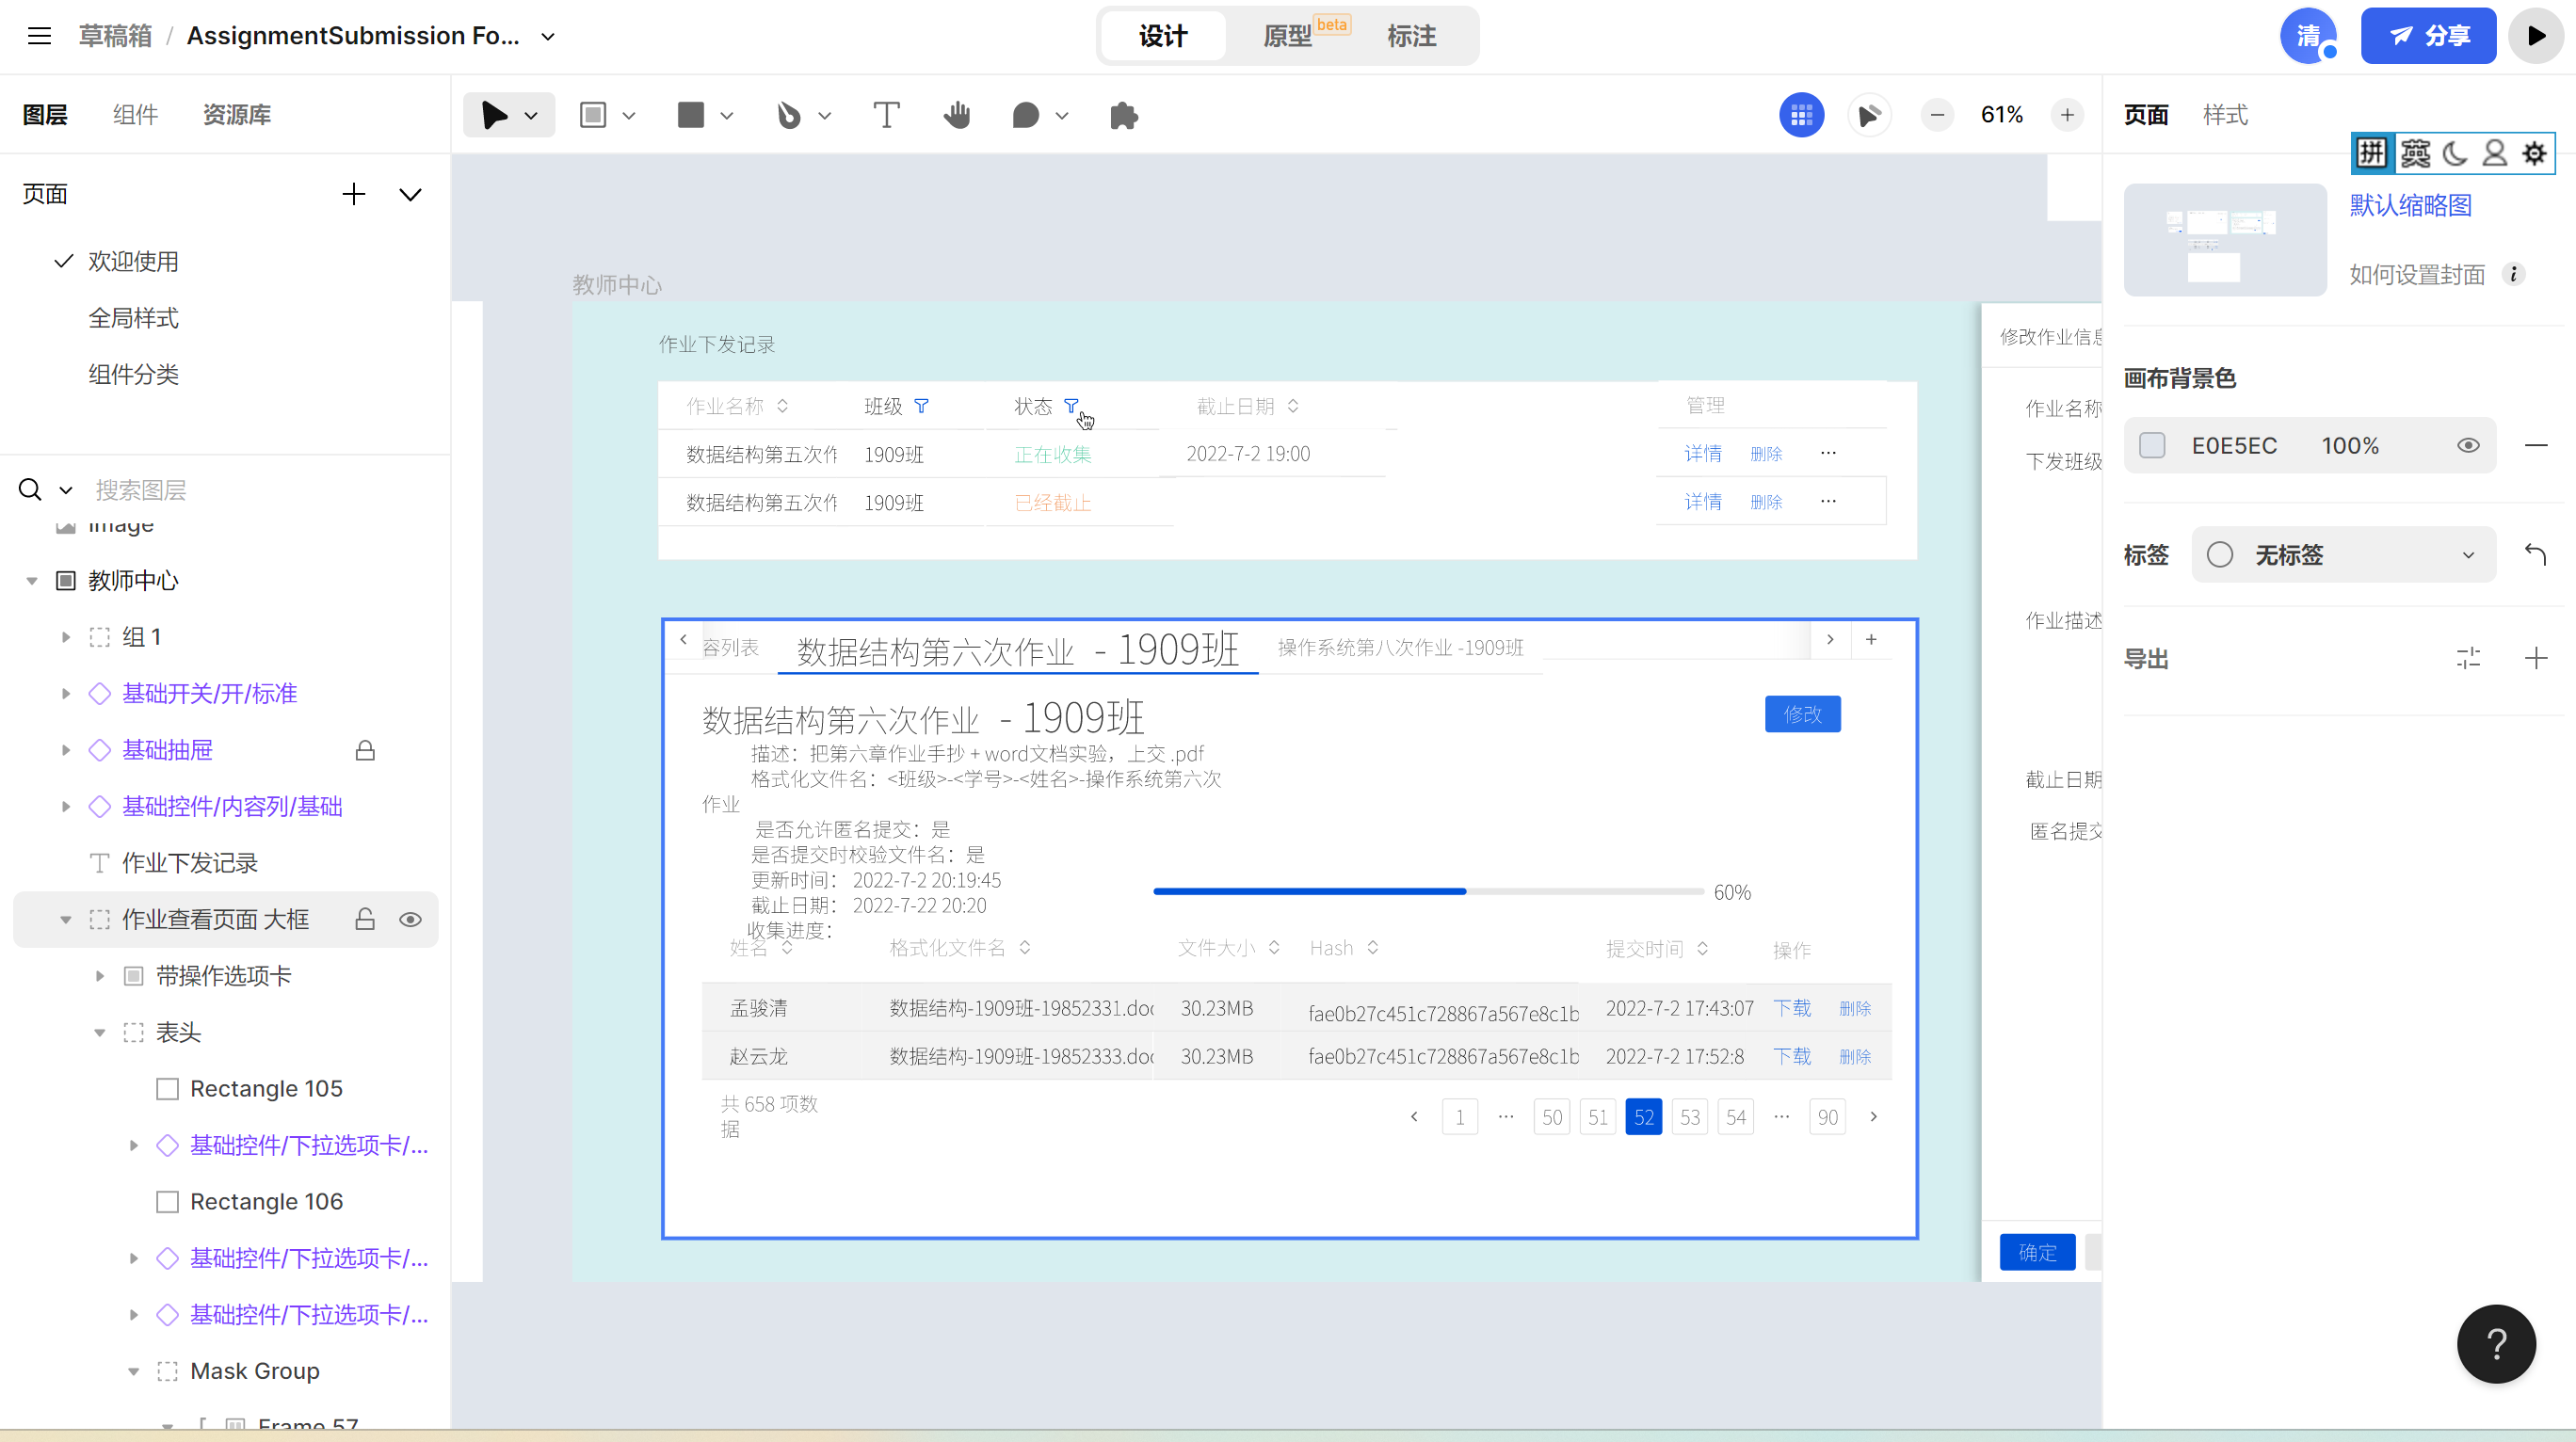 草稿箱 / AssignmentSubmission Fo...
设计 原型 beta 标注
清 分享
图层 组件 资源库
61%
页面 样式
拼 英
页面
欢迎使用
全局样式
组件分类
搜索图层
image
教师中心
组 1
基础开关/开/标准
基础抽屉
基础控件/内容列/基础
作业下发记录
作业查看页面 大框
带操作选项卡
表头
Rectangle 105
基础控件/下拉选项卡/...
Rectangle 106
基础控件/下拉选项卡/...
基础控件/下拉选项卡/...
Mask Group
Frame 57
教师中心
作业下发记录
作业名称 班级 状态 截止日期 管理
数据结构第五次作 1909班 正在收集 2022-7-2 19:00 详情 删除 ...
数据结构第五次作 1909班 已经截止 详情 删除 ...
容列表 数据结构第六次作业 - 1909班 操作系统第八次作业 -1909班
数据结构第六次作业 - 1909班 修改
描述：把第六章作业手抄 + word文档实验，上交 .pdf
格式化文件名：<班级>-<学号>-<姓名>-操作系统第六次
作业
是否允许匿名提交：是
是否提交时校验文件名：是
更新时间： 2022-7-2 20:19:45
60%
截止日期： 2022-7-22 20:20
收集进度：
姓名 格式化文件名 文件大小 Hash 提交时间 操作
孟骏清 数据结构-1909班-19852331.doc 30.23MB fae0b27c451c728867a567e8c1b 2022-7-2 17:43:07 下载 删除
赵云龙 数据结构-1909班-19852333.doc 30.23MB fae0b27c451c728867a567e8c1b 2022-7-2 17:52:8 下载 删除
共 658 项数
据
1 ... 50 51 52 53 54 ... 90
修改作业信息
作业名称
下发班级
作业描述
截止日期
匿名提交
确定
默认缩略图
如何设置封面
画布背景色
E0E5EC 100%
标签 无标签
导出
?